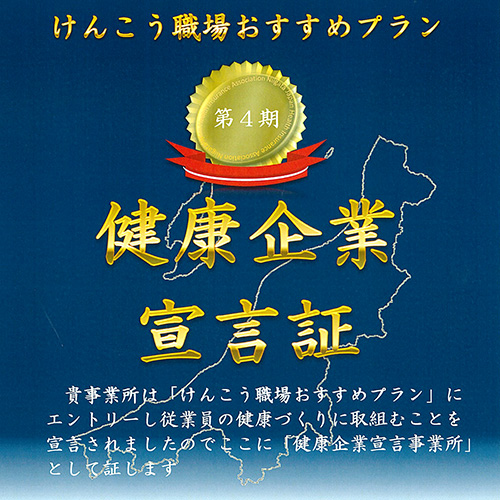 けんこう職場おすすめプラン
第４期
健康企業
宣言証
貴事業所は「けんこう職場おすすめプラン」に
エントリーし従業員の健康づくりに取組むことを
宣言されましたのでここに「健康企業宣言事業所」
として証します